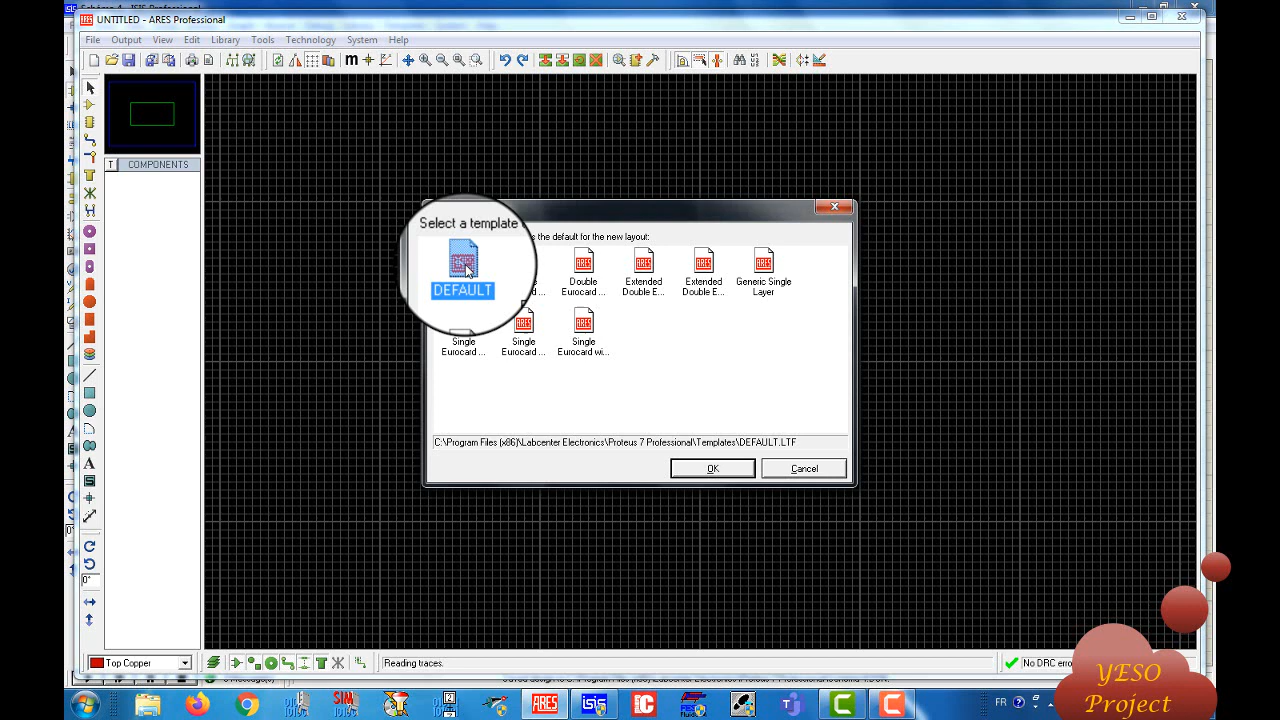 UNTITLED - ARES Professional
File Output View Edit Library Tools Technology System Help
T COMPONENTS
Select a template
s the default for the new layout:
DEFAULT
Double Eurocard ...
Extended Double E...
Extended Double E...
Generic Single Layer
Single Eurocard ...
Single Eurocard ...
Single Eurocard wi...
C:\Program Files (x86)\Labcenter Electronics\Proteus 7 Professional\Templates\DEFAULT.LTF
OK Cancel
0°
Top Copper
Reading traces.
No DRC error
FR
YESO
Project